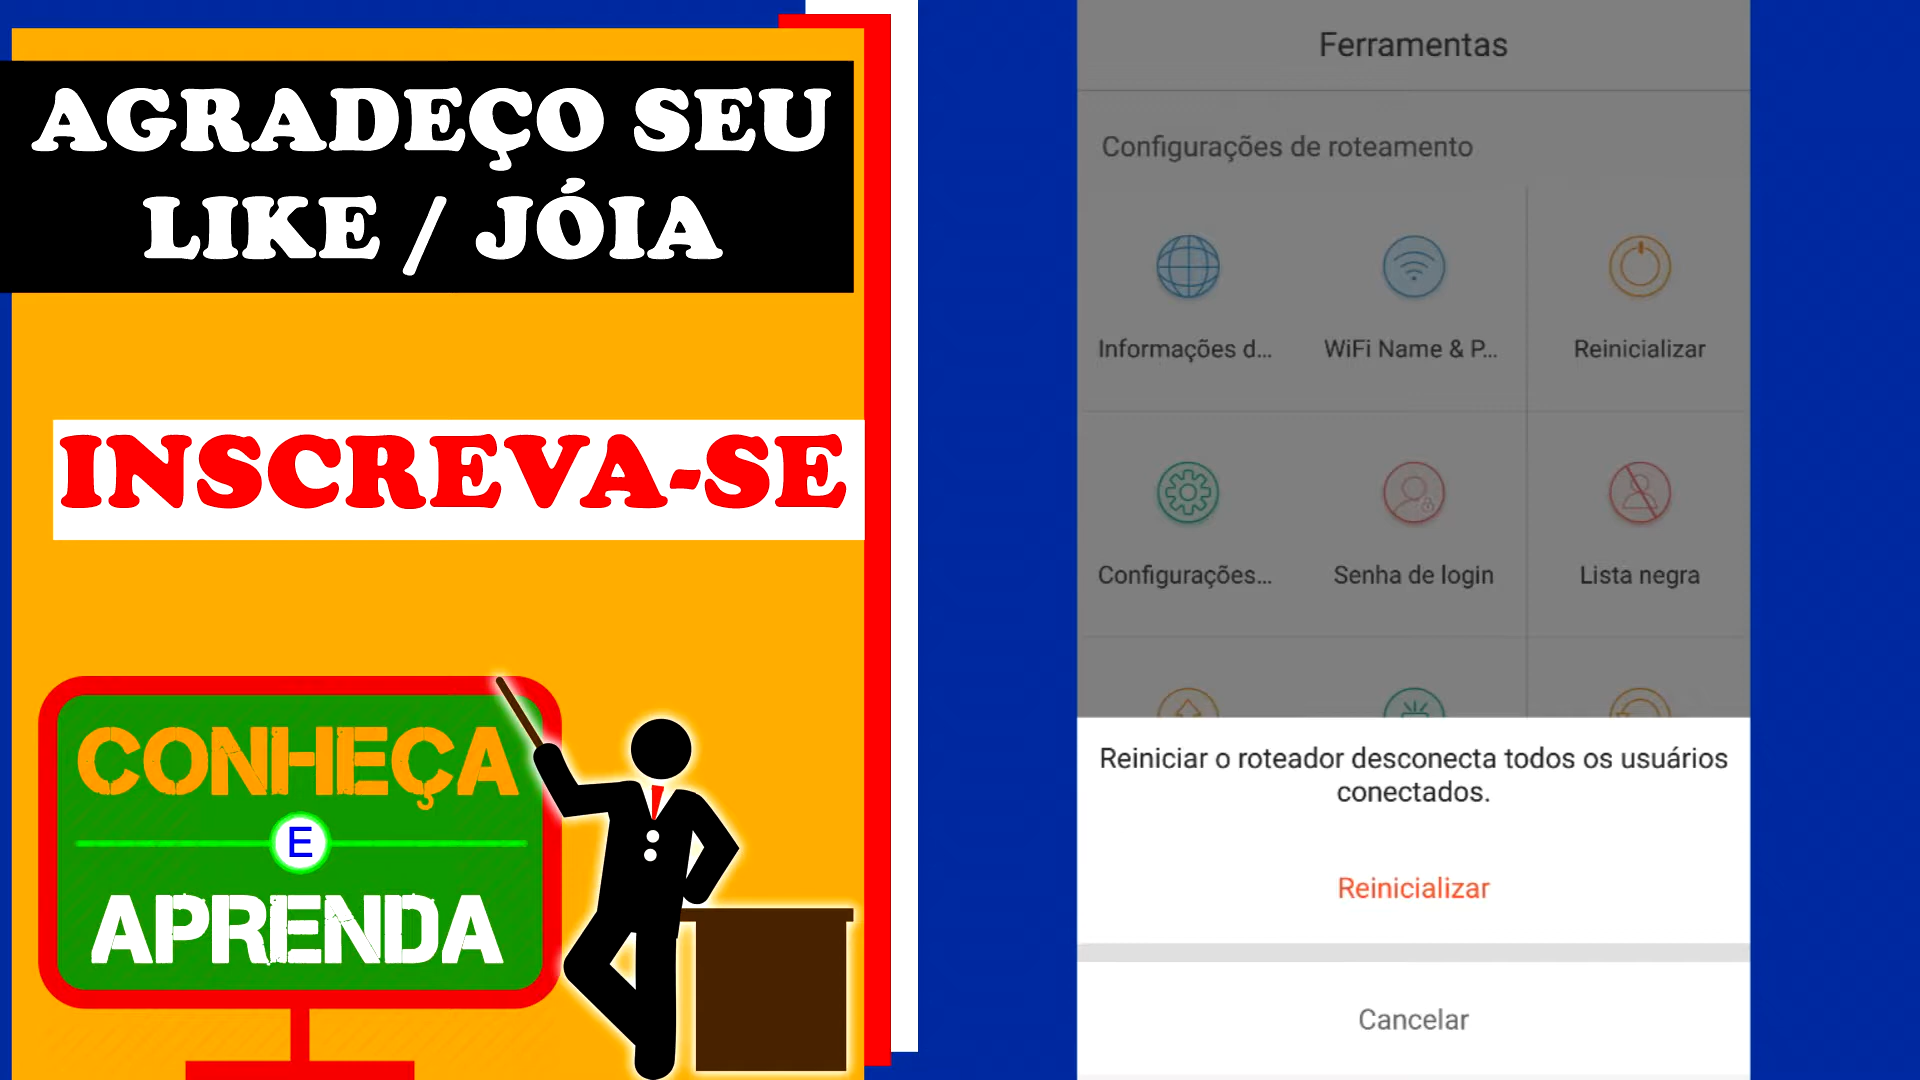 AGRADEÇO SEU
LIKE / JÓIA
INSCREVA-SE
CONHEÇA
E
APRENDA
Ferramentas
Configurações de roteamento
Informações d...
WiFi Name & P...
Reinicializar
Configurações...
Senha de login
Lista negra
Reiniciar o roteador desconecta todos os usuários
conectados.
Reinicializar
Cancelar